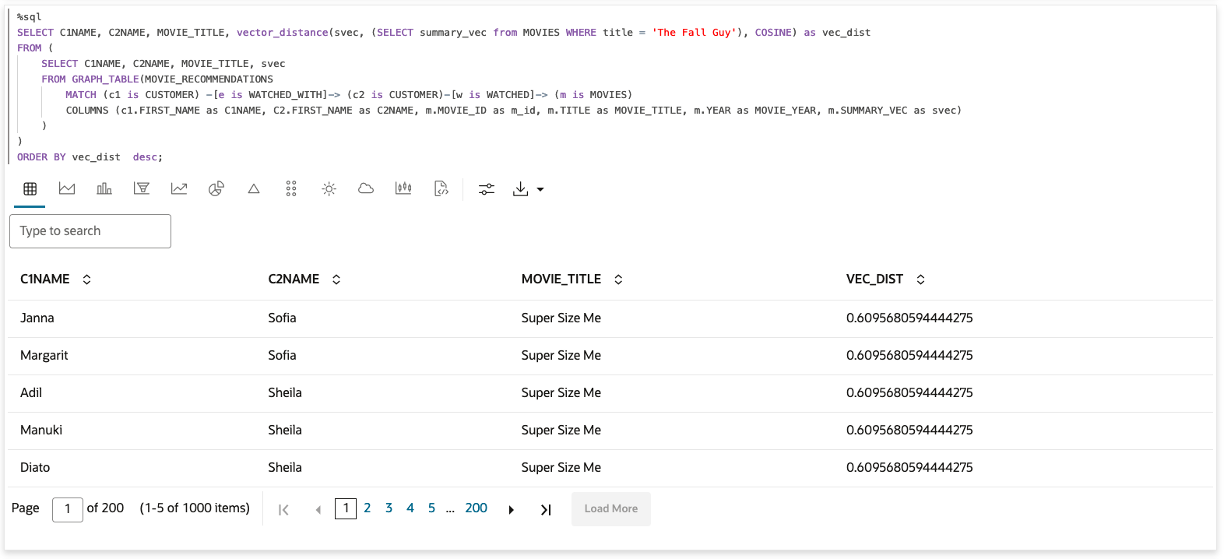 %sql
SELECT C1NAME, C2NAME, MOVIE_TITLE, vector_distance(svec, (SELECT summary_vec from MOVIES WHERE title = 'The Fall Guy'), COSINE) as vec_dist
FROM (
SELECT C1NAME, C2NAME, MOVIE_TITLE, svec
FROM GRAPH_TABLE(MOVIE_RECOMMENDATIONS
MATCH (c1 is CUSTOMER) -[e is WATCHED_WITH]-> (c2 is CUSTOMER)-[w is WATCHED]-> (m is MOVIES)
COLUMNS (c1.FIRST_NAME as C1NAME, C2.FIRST_NAME as C2NAME, m.MOVIE_ID as m_id, m.TITLE as MOVIE_TITLE, m.YEAR as MOVIE_YEAR, m.SUMMARY_VEC as svec)
)
)
ORDER BY vec_dist desc;
Type to search
C1NAME C2NAME MOVIE_TITLE VEC_DIST
Janna Sofia Super Size Me 0.6095680594444275
Margarit Sofia Super Size Me 0.6095680594444275
Adil Sheila Super Size Me 0.6095680594444275
Manuki Sheila Super Size Me 0.6095680594444275
Diato Sheila Super Size Me 0.6095680594444275
Page 1 of 200 (1-5 of 1000 items) 1 2 3 4 5 ... 200 Load More